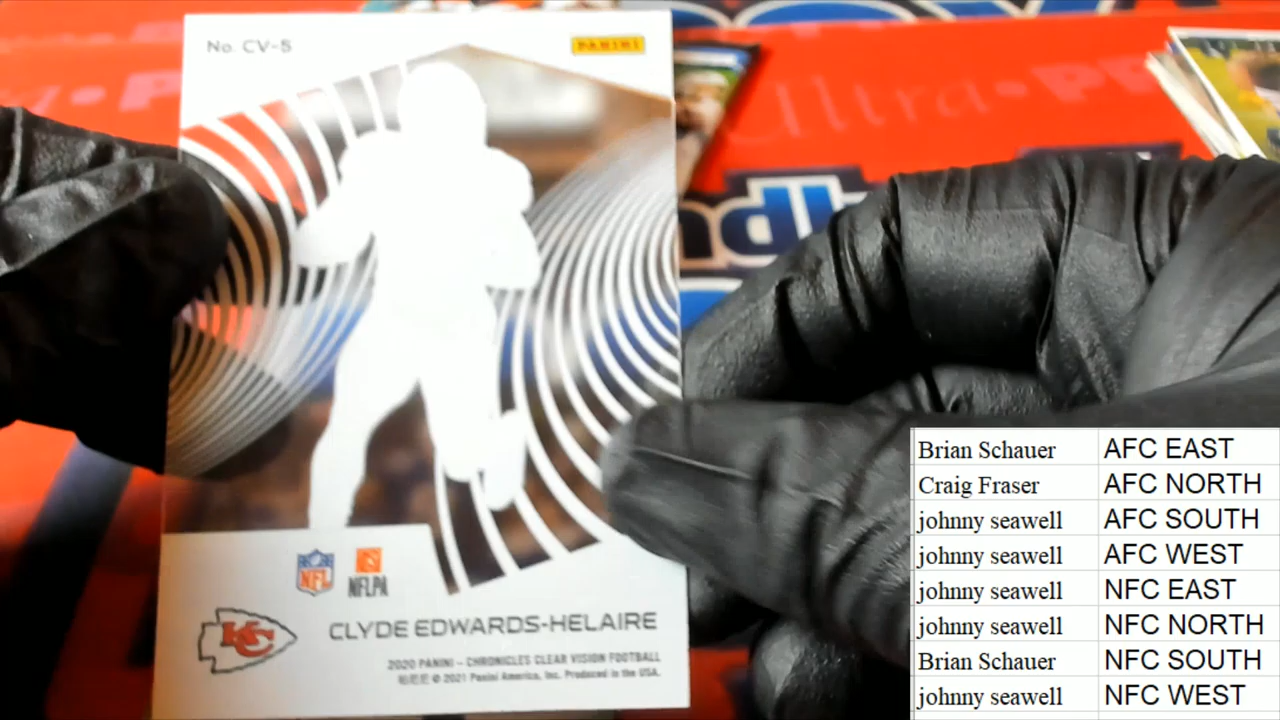 No. CV-5
PANINI
Ultra • PR
NFL
NFLPA
KC
CLYDE EDWARDS-HELAIRE
2020 PANINI – CHRONICLES CLEAR VISION FOOTBALL
© 2021 Panini America, Inc. Produced in the USA.
Brian Schauer AFC EAST
Craig Fraser AFC NORTH
johnny seawell AFC SOUTH
johnny seawell AFC WEST
johnny seawell NFC EAST
johnny seawell NFC NORTH
Brian Schauer NFC SOUTH
johnny seawell NFC WEST